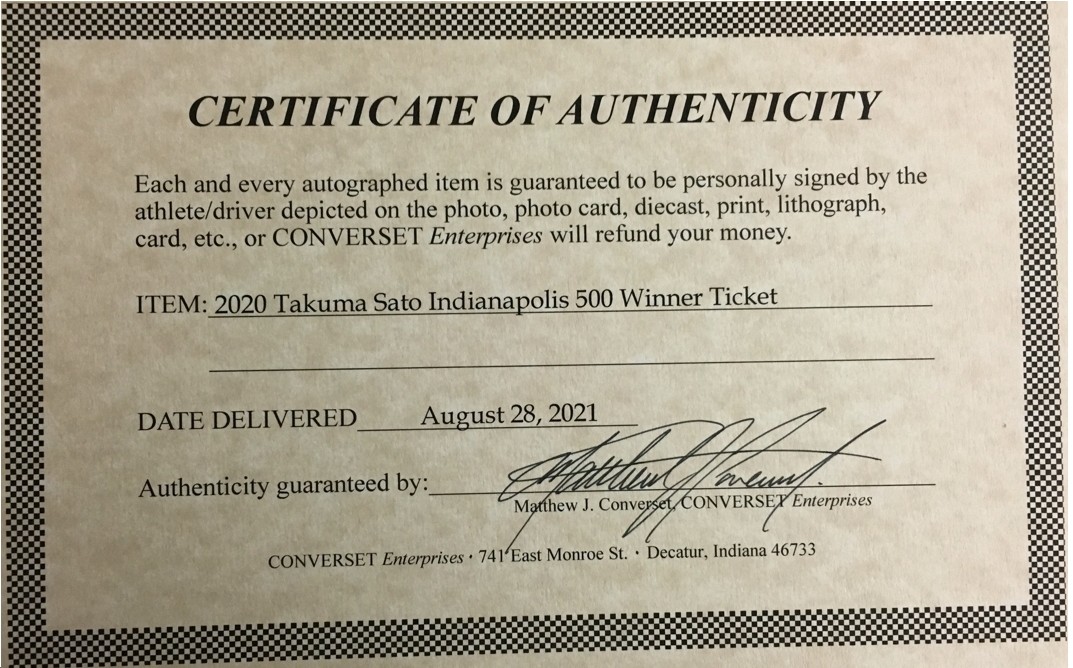 CERTIFICATE OF AUTHENTICITY
Each and every autographed item is guaranteed to be personally signed by the
athlete/driver depicted on the photo, photo card, diecast, print, lithograph,
card, etc., or CONVERSET Enterprises will refund your money.
ITEM: 2020 Takuma Sato Indianapolis 500 Winner Ticket
DATE DELIVERED August 28, 2021
Authenticity guaranteed by: Matthew J. Converset
Matthew J. Converset, CONVERSET Enterprises
CONVERSET Enterprises · 741 East Monroe St. · Decatur, Indiana 46733